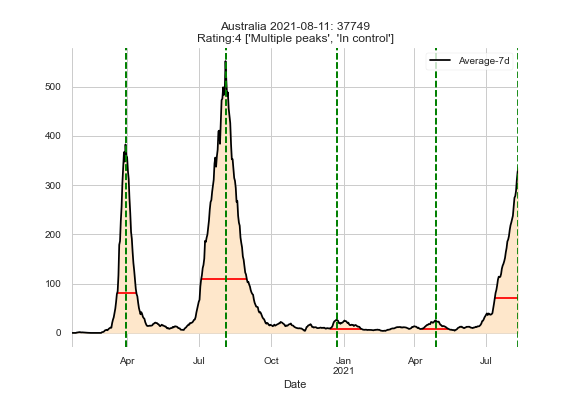 Australia 2021-08-11: 37749
Rating:4 ['Multiple peaks', 'In control']
Average-7d
500
400
300
200
100
0
Apr
Jul
Oct
Jan
2021
Apr
Jul
Date